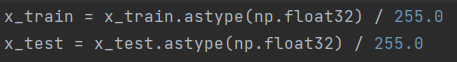 x_train = x_train.astype(np.float32) / 255.0
x_test = x_test.astype(np.float32) / 255.0